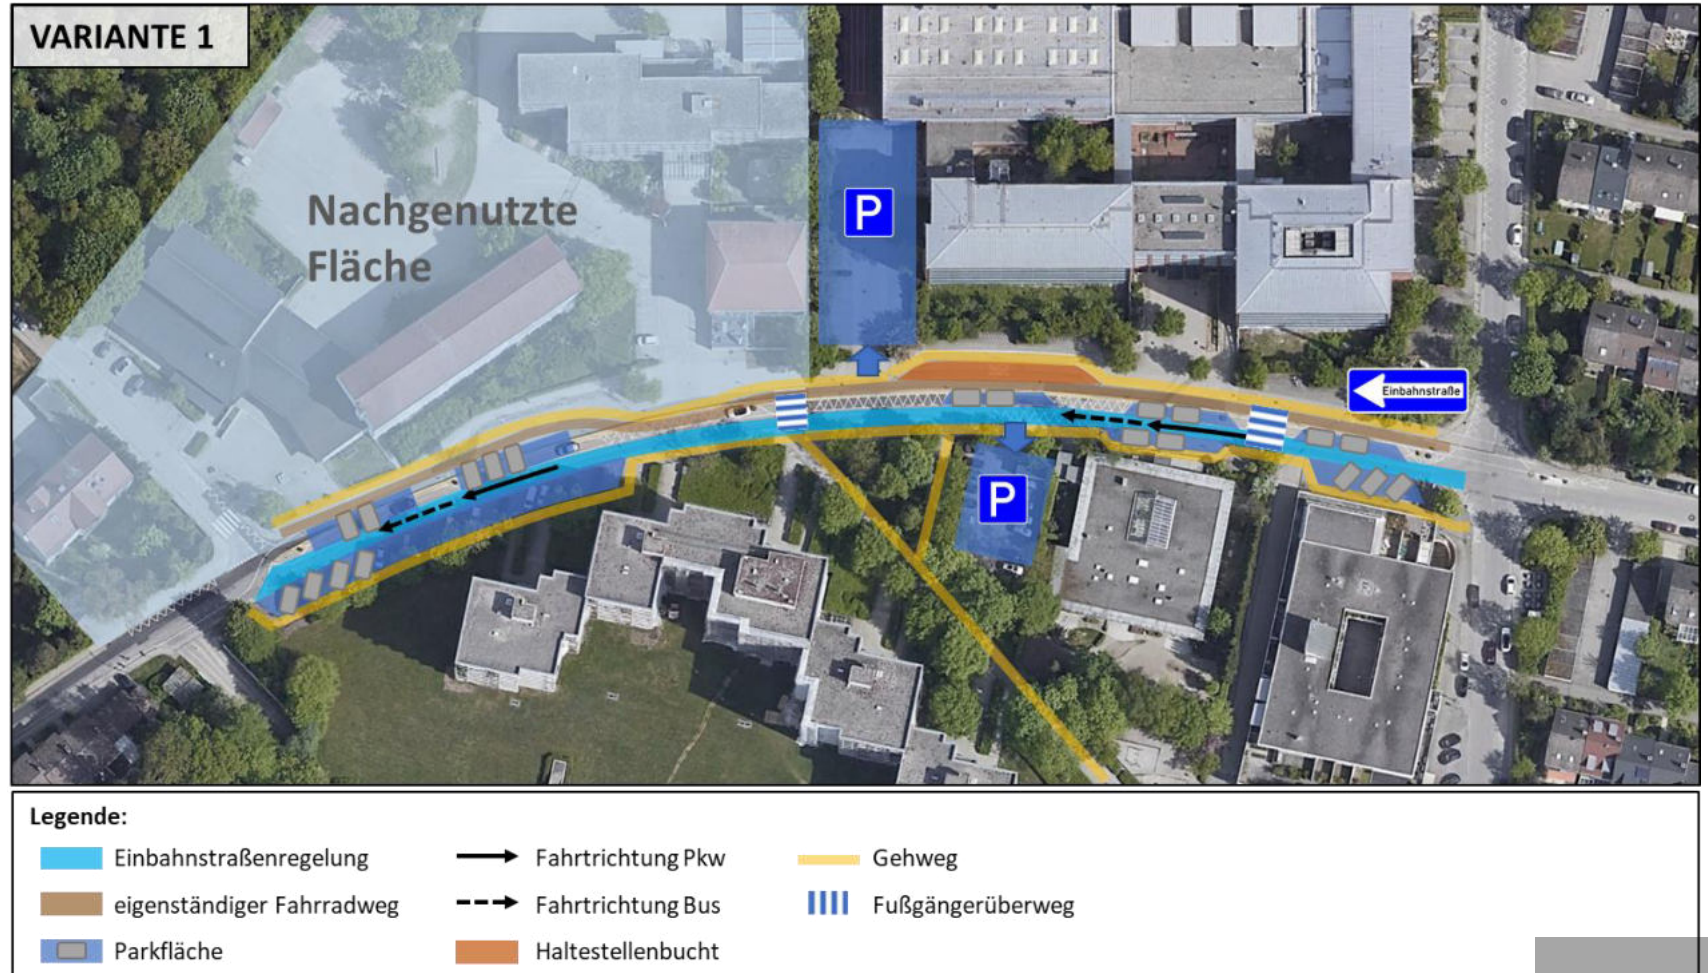 VARIANTE 1
Nachgenutzte
Fläche
P
Einbahnstraße
P
Legende:
Einbahnstraßenregelung
Fahrtrichtung Pkw
Gehweg
eigenständiger Fahrradweg
Fahrtrichtung Bus
Fußgängerüberweg
Parkfläche
Haltestellenbucht